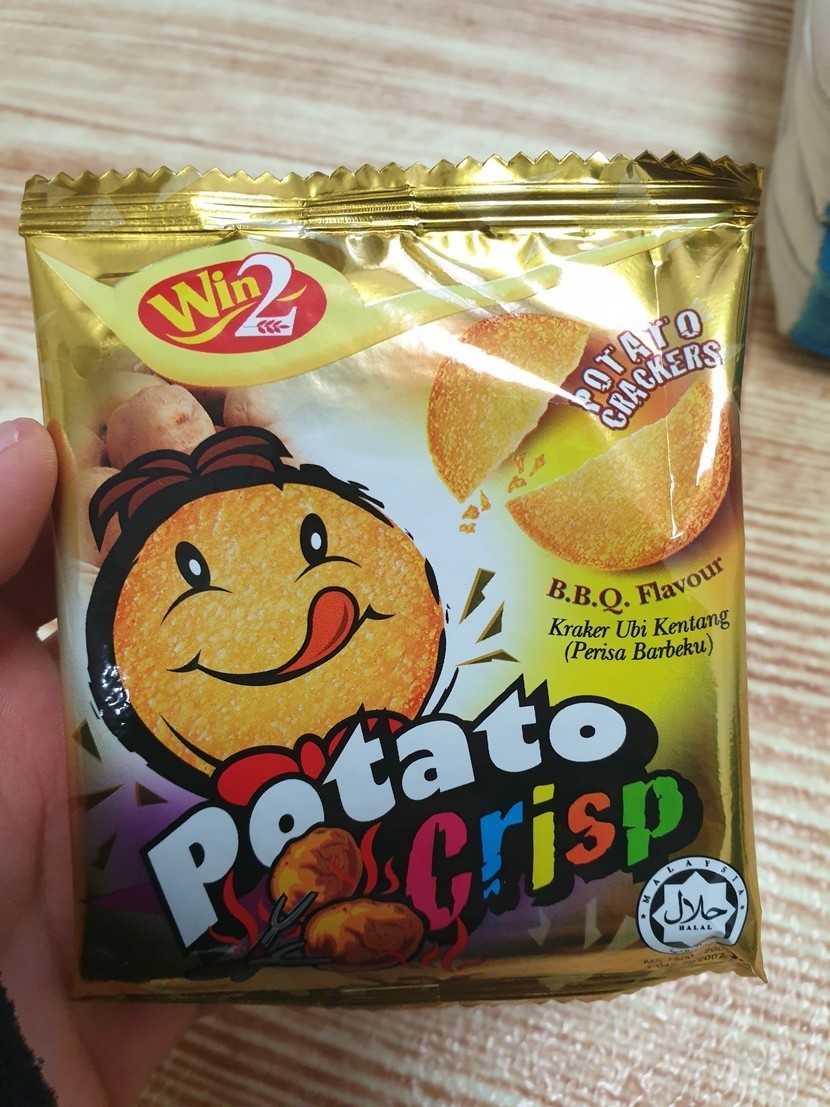 Win2
POTATO
CRACKERS
B.B.Q. Flavour
Kraker Ubi Kentang
(Perisa Barbeku)
Potato
Crisp
MALAYSIA
حلال
HALAL